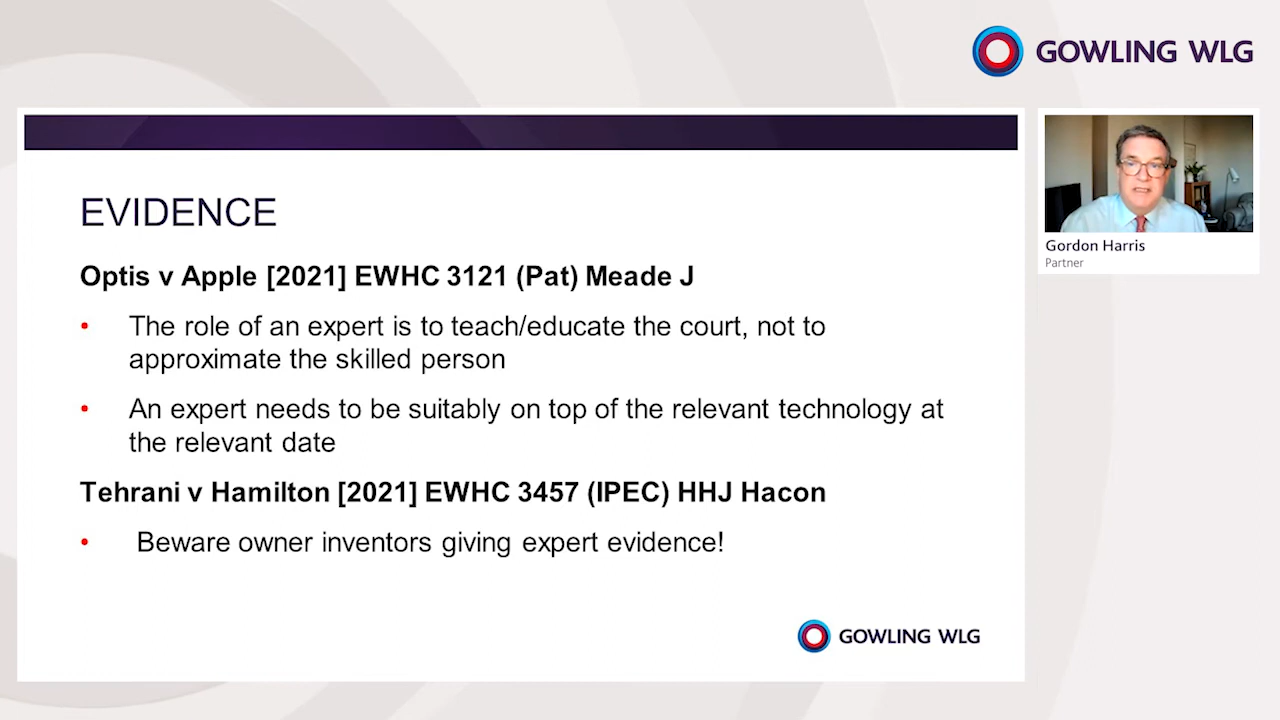 GOWLING WLG
EVIDENCE
Optis v Apple [2021] EWHC 3121 (Pat) Meade J
• The role of an expert is to teach/educate the court, not to
approximate the skilled person
• An expert needs to be suitably on top of the relevant technology at
the relevant date
Tehrani v Hamilton [2021] EWHC 3457 (IPEC) HHJ Hacon
• Beware owner inventors giving expert evidence!
GOWLING WLG
Gordon Harris
Partner